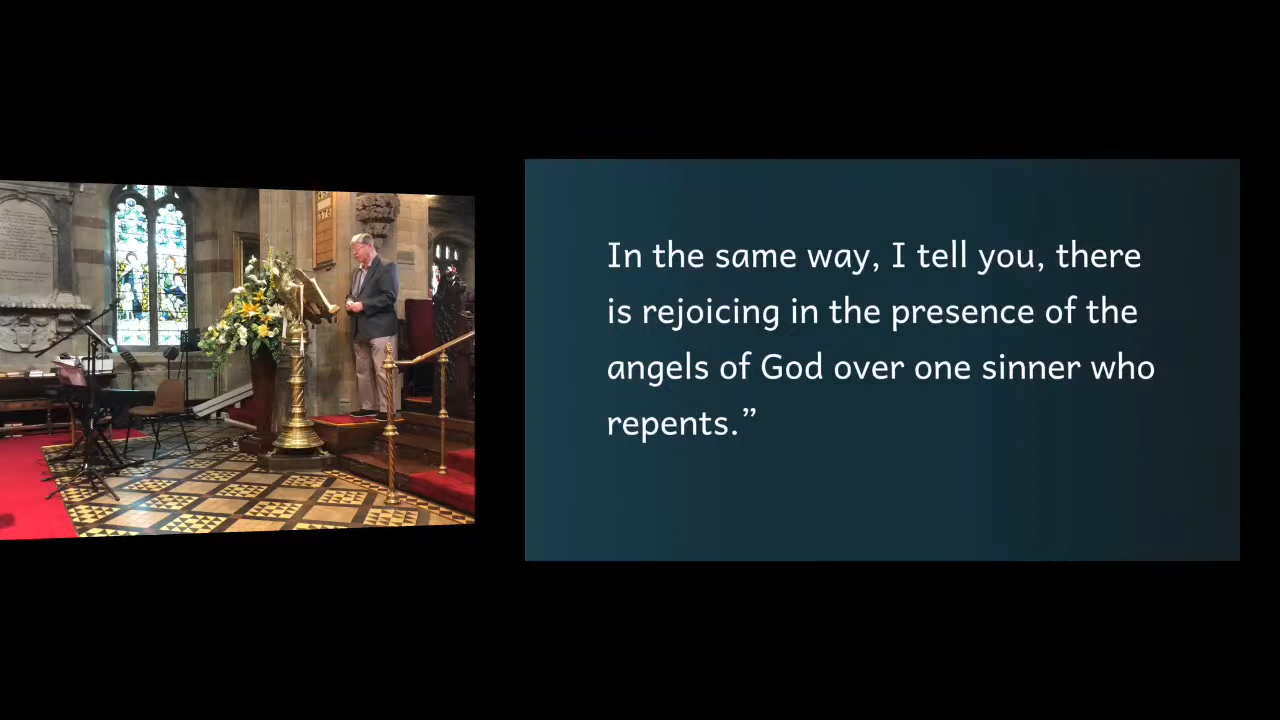 In the same way, I tell you, there
is rejoicing in the presence of the
angels of God over one sinner who
repents.”